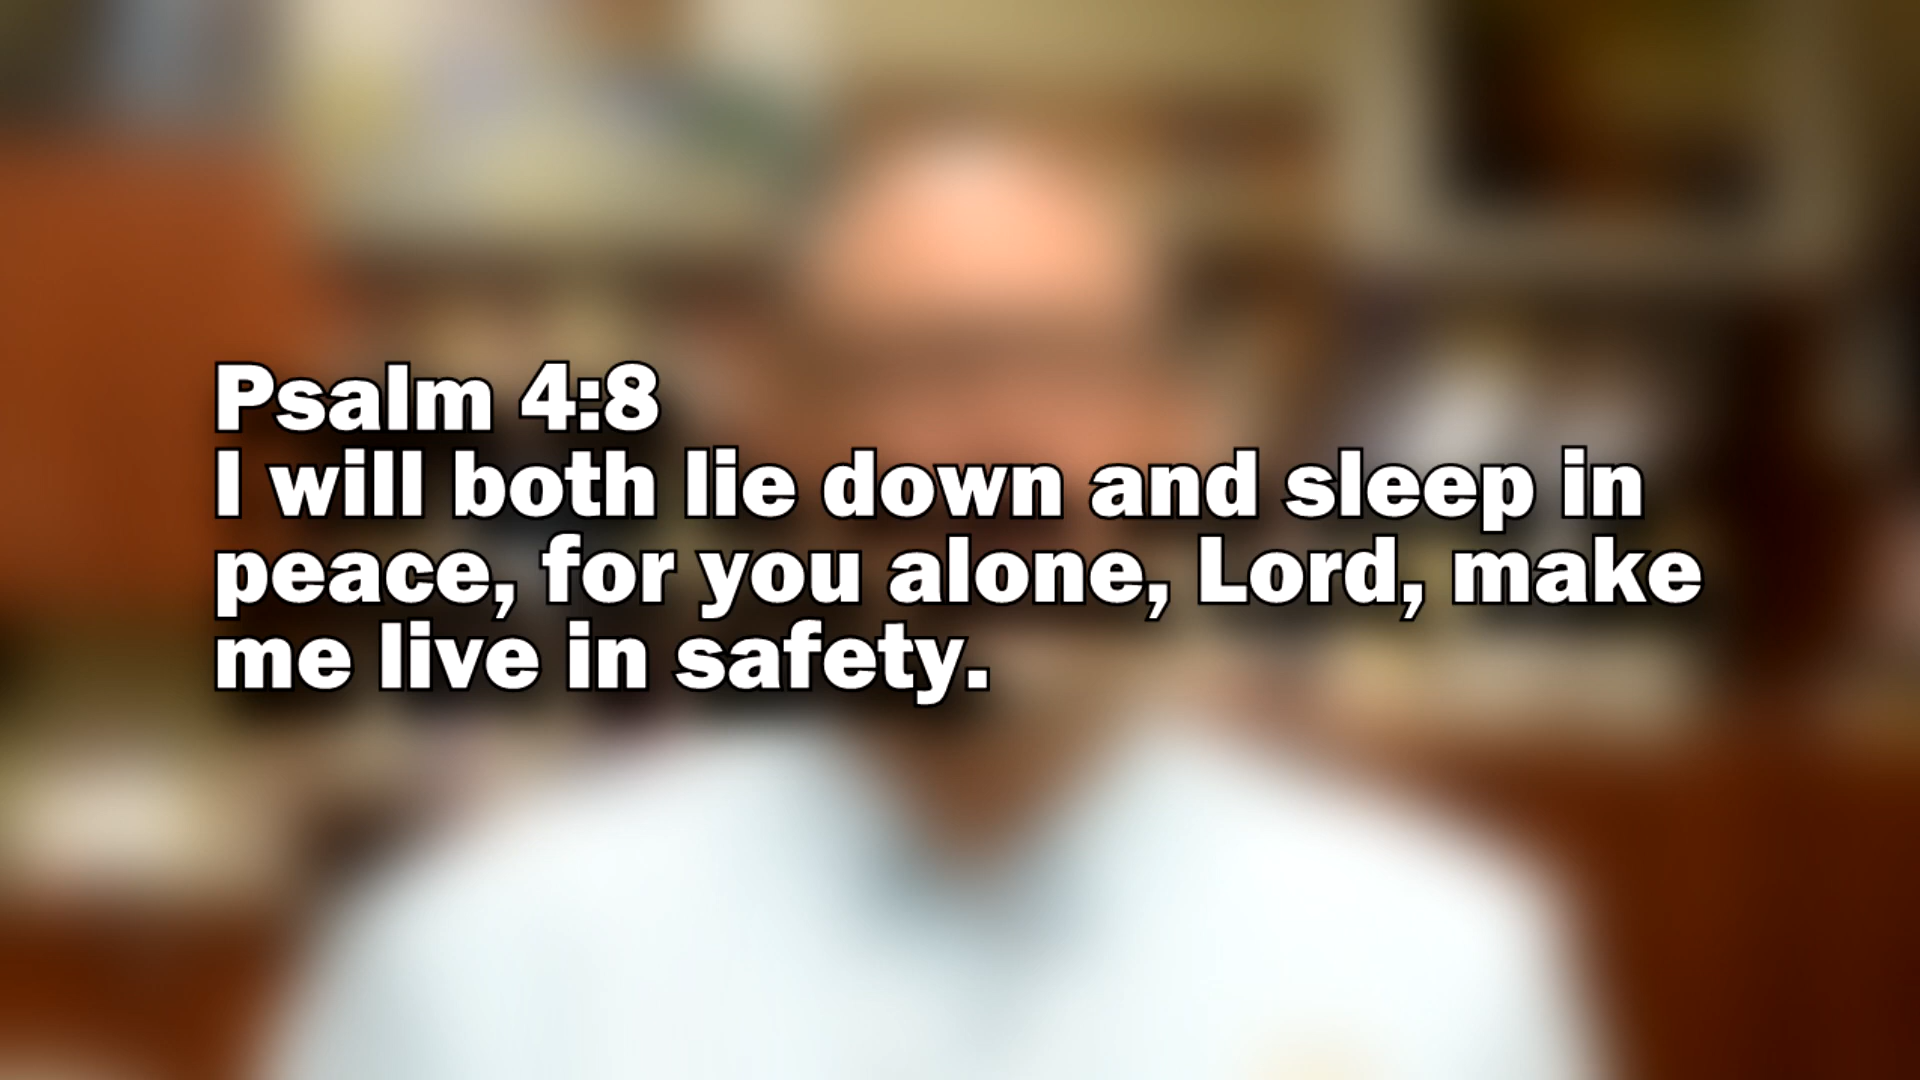 Psalm 4:8
I will both lie down and sleep in
peace, for you alone, Lord, make
me live in safety.